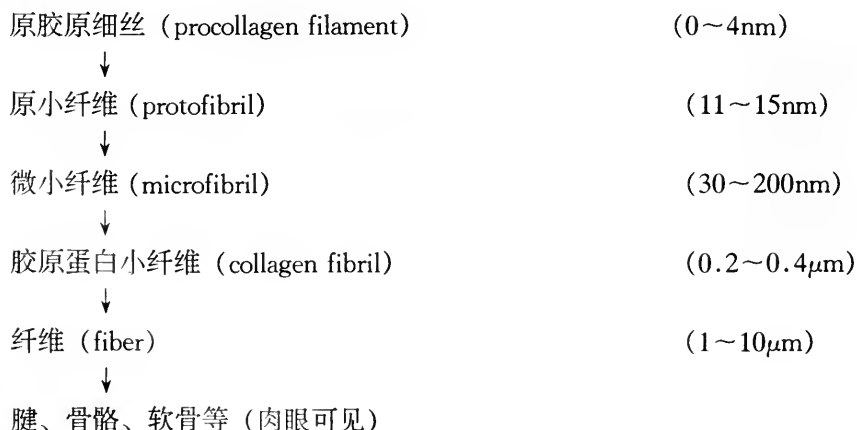 原胶原细丝 (procollagen filament) (0~4nm)
↓
原小纤维 (protofibril) (11~15nm)
↓
微小纤维 (microfibril) (30~200nm)
↓
胶原蛋白小纤维 (collagen fibril) (0.2~0.4μm)
↓
纤维 (fiber) (1~10μm)
↓
腱、骨骼、软骨等 (肉眼可见)